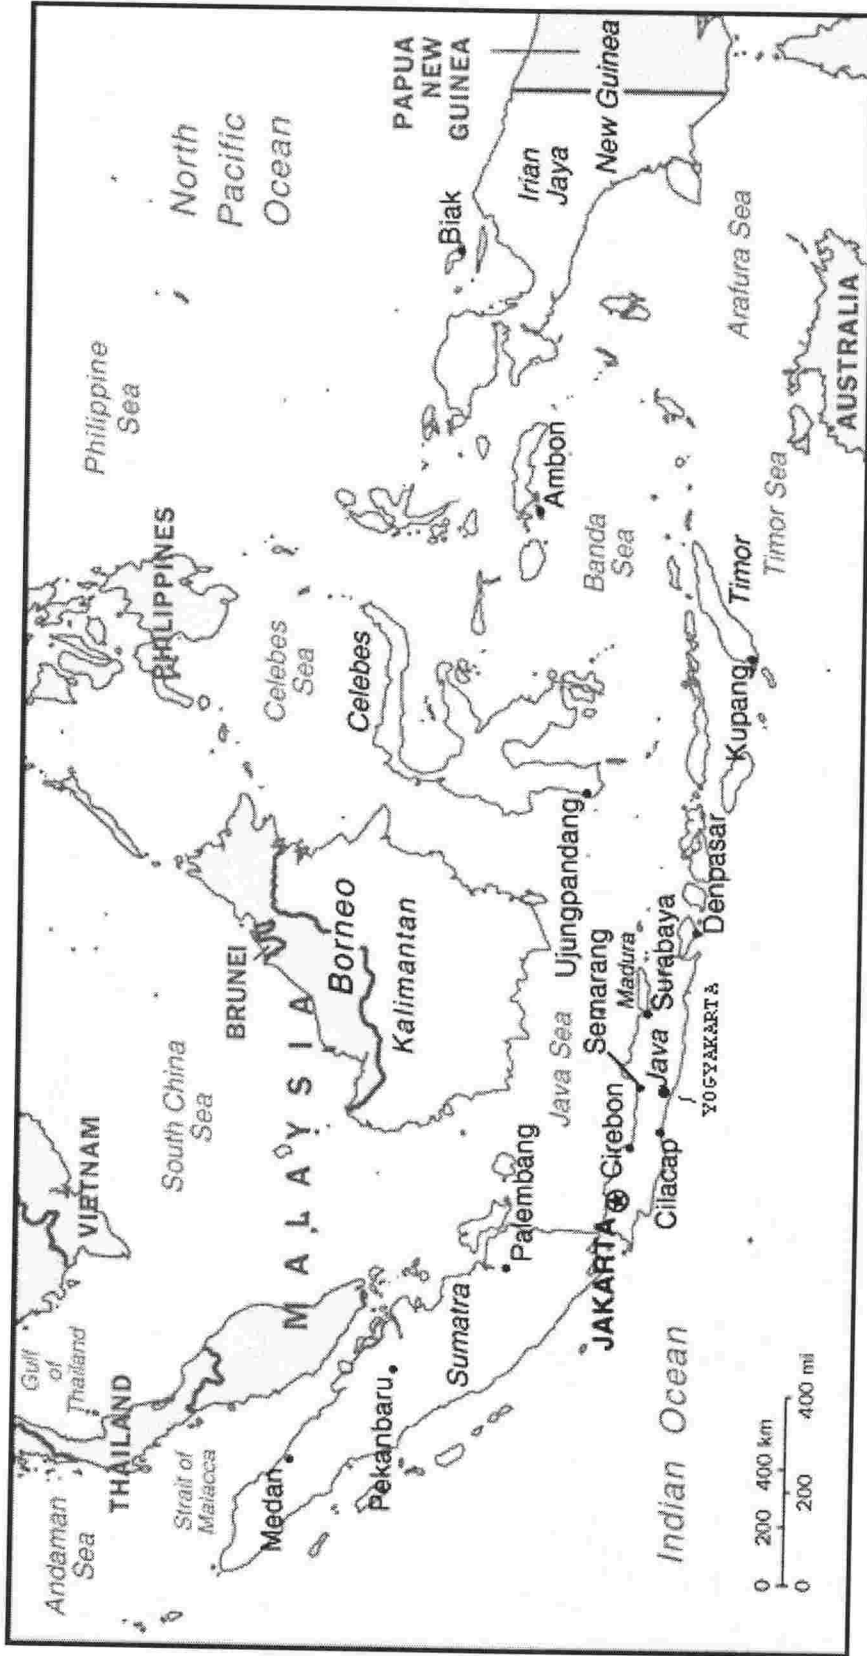 Andaman
Sea
THAILAND
Gulf
of
Thailand
VIETNAM
South China
Sea
PHILIPPINES
Philippine
Sea
North
Pacific
Ocean
Strait of
Malacca
MALAYSIA
BRUNEI
Celebes
Sea
Medan
Pekanbaru
Sumatra
Palembang
Borneo
Kalimantan
Celebes
Biak
PAPUA
NEW
GUINEA
Irian
Jaya
New Guinea
Ambon
Banda
Sea
Java Sea
Ujungpandang
JAKARTA
Cirebon
Semarang
Madura
Surabaya
Java
Cilacap
YOGYAKARTA
Denpasar
Kupang
Timor
Timor Sea
Arafura Sea
AUSTRALIA
Indian Ocean
0 200 400 km
0 200 400 mi